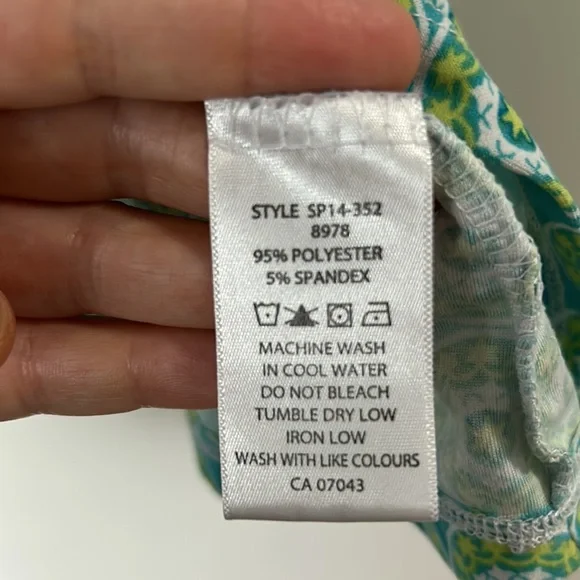 STYLE SP14-352
8978
95% POLYESTER
5% SPANDEX
MACHINE WASH
IN COOL WATER
DO NOT BLEACH
TUMBLE DRY LOW
IRON LOW
WASH WITH LIKE COLOURS
CA 07043